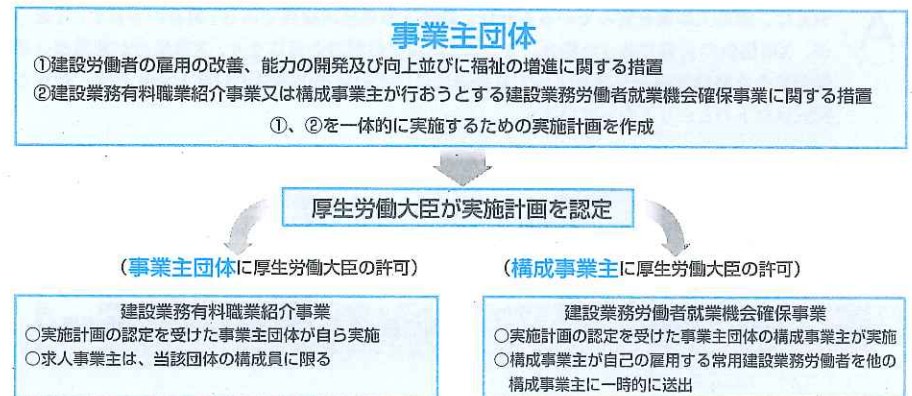 事業主団体
①建設労働者の雇用の改善、能力の開発及び向上並びに福祉の増進に関する措置
②建設業務有料職業紹介事業又は構成事業主が行おうとする建設業務労働者就業機会確保事業に関する措置
①、②を一体的に実施するための実施計画を作成
厚生労働大臣が実施計画を認定
(事業主団体に厚生労働大臣の許可)
(構成事業主に厚生労働大臣の許可)
建設業務有料職業紹介事業
○実施計画の認定を受けた事業主団体が自ら実施
○求人事業主は、当該団体の構成員に限る
建設業務労働者就業機会確保事業
○実施計画の認定を受けた事業主団体の構成事業主が実施
○構成事業主が自己の雇用する常用建設業務労働者を他の
構成事業主に一時的に送出